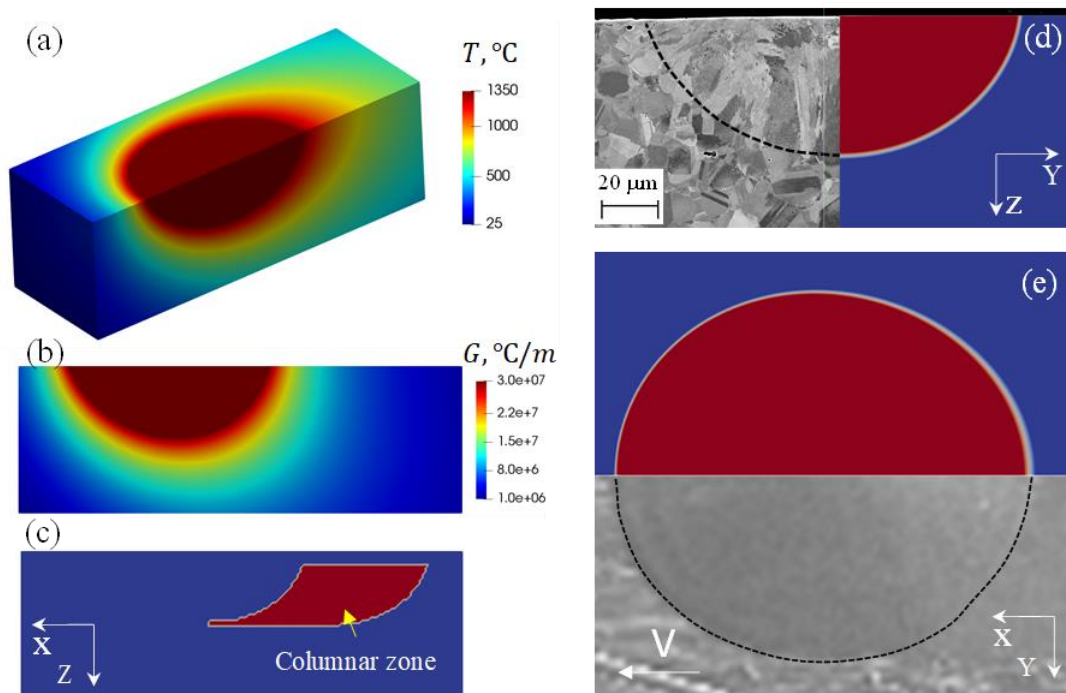 (a)
T, °C
1350
1000
500
25
(b)
G, °C/m
3.0e+07
2.2e+7
1.5e+7
8.0e+6
1.0e+06
(c)
X
Z
Columnar zone
(d)
20 µm
Y
Z
(e)
V
X
Y